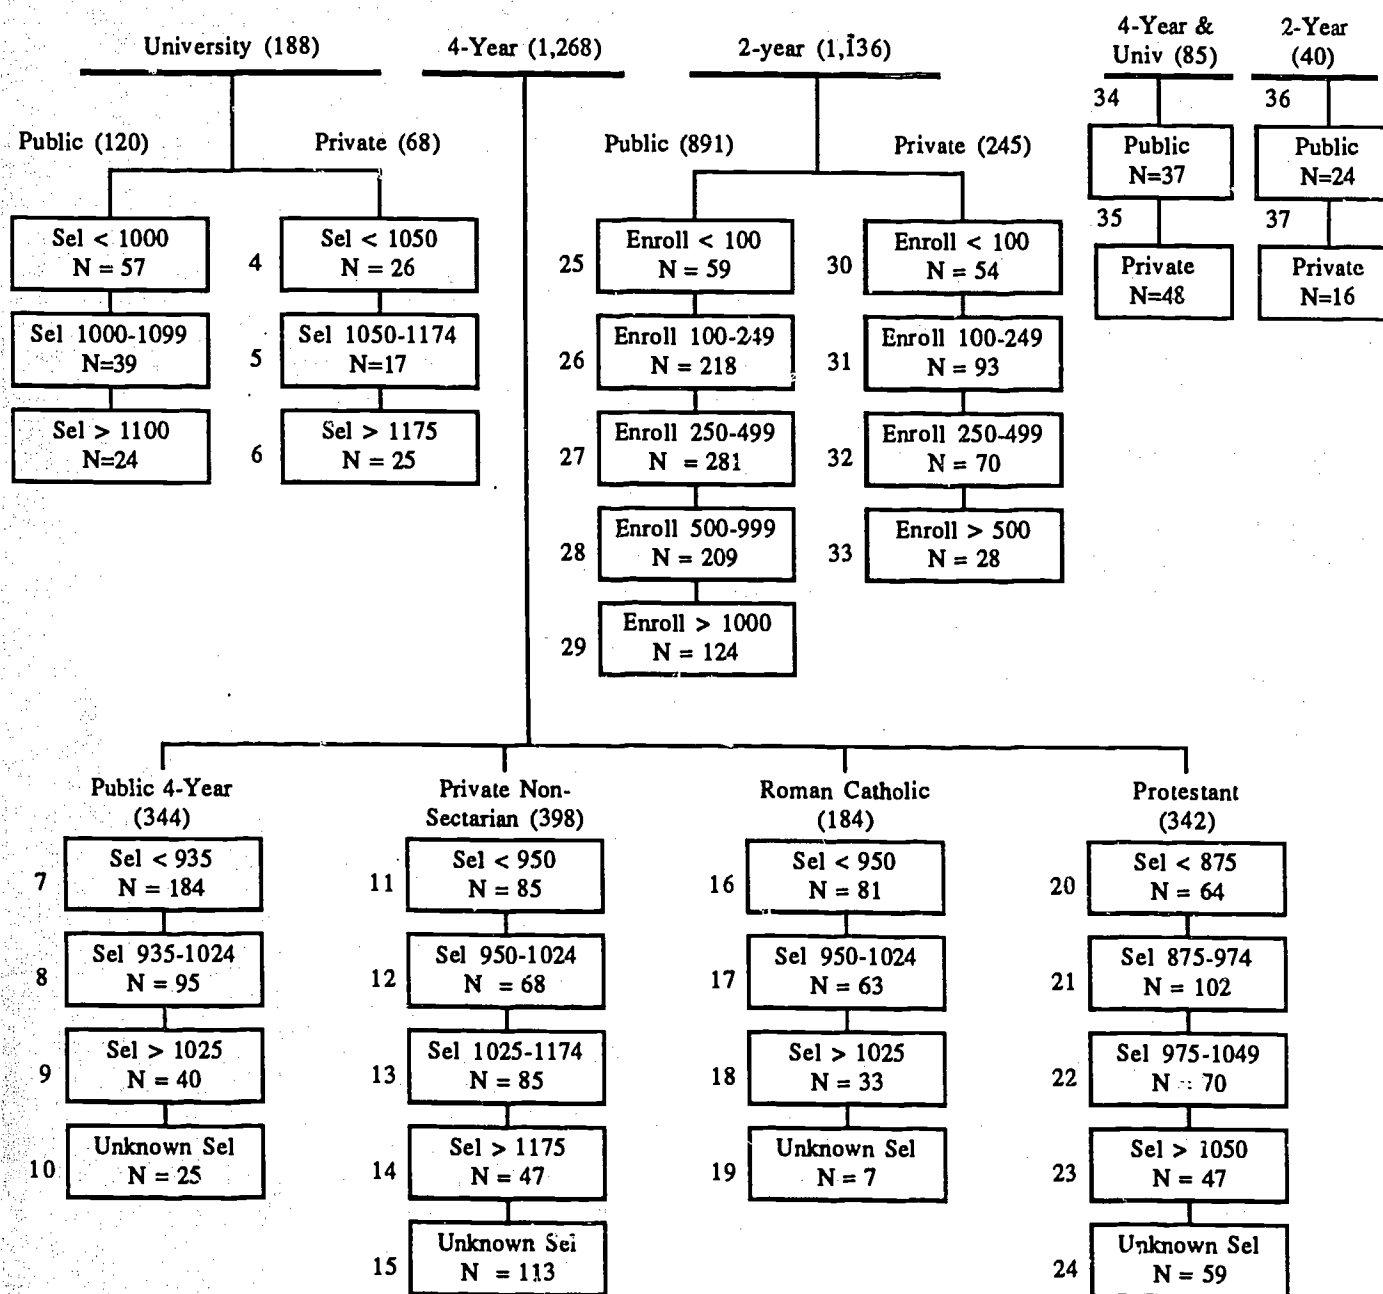 University (188)
4-Year (1,268)
2-year (1,136)
4-Year &
Univ (85)
2-Year
(40)
Public (120)
Private (68)
Sel < 1000
N = 57
Sel 1000-1099
N=39
Sel > 1100
N=24
4
Sel < 1050
N = 26
5
Sel 1050-1174
N=17
6
Sel > 1175
N = 25
Public (891)
Private (245)
25
Enroll < 100
N = 59
26
Enroll 100-249
N = 218
27
Enroll 250-499
N = 281
28
Enroll 500-999
N = 209
29
Enroll > 1000
N = 124
30
Enroll < 100
N = 54
31
Enroll 100-249
N = 93
32
Enroll 250-499
N = 70
33
Enroll > 500
N = 28
34
Public
N=37
35
Private
N=48
36
Public
N=24
37
Private
N=16
Public 4-Year
(344)
7
Sel < 935
N = 184
8
Sel 935-1024
N = 95
9
Sel > 1025
N = 40
10
Unknown Sel
N = 25
Private Non-
Sectarian (398)
11
Sel < 950
N = 85
12
Sel 950-1024
N = 68
13
Sel 1025-1174
N = 85
14
Sel > 1175
N = 47
15
Unknown Sel
N = 113
Roman Catholic
(184)
16
Sel < 950
N = 81
17
Sel 950-1024
N = 63
18
Sel > 1025
N = 33
19
Unknown Sel
N = 7
Protestant
(342)
20
Sel < 875
N = 64
21
Sel 875-974
N = 102
22
Sel 975-1049
N = 70
23
Sel > 1050
N = 47
24
Unknown Sel
N = 59